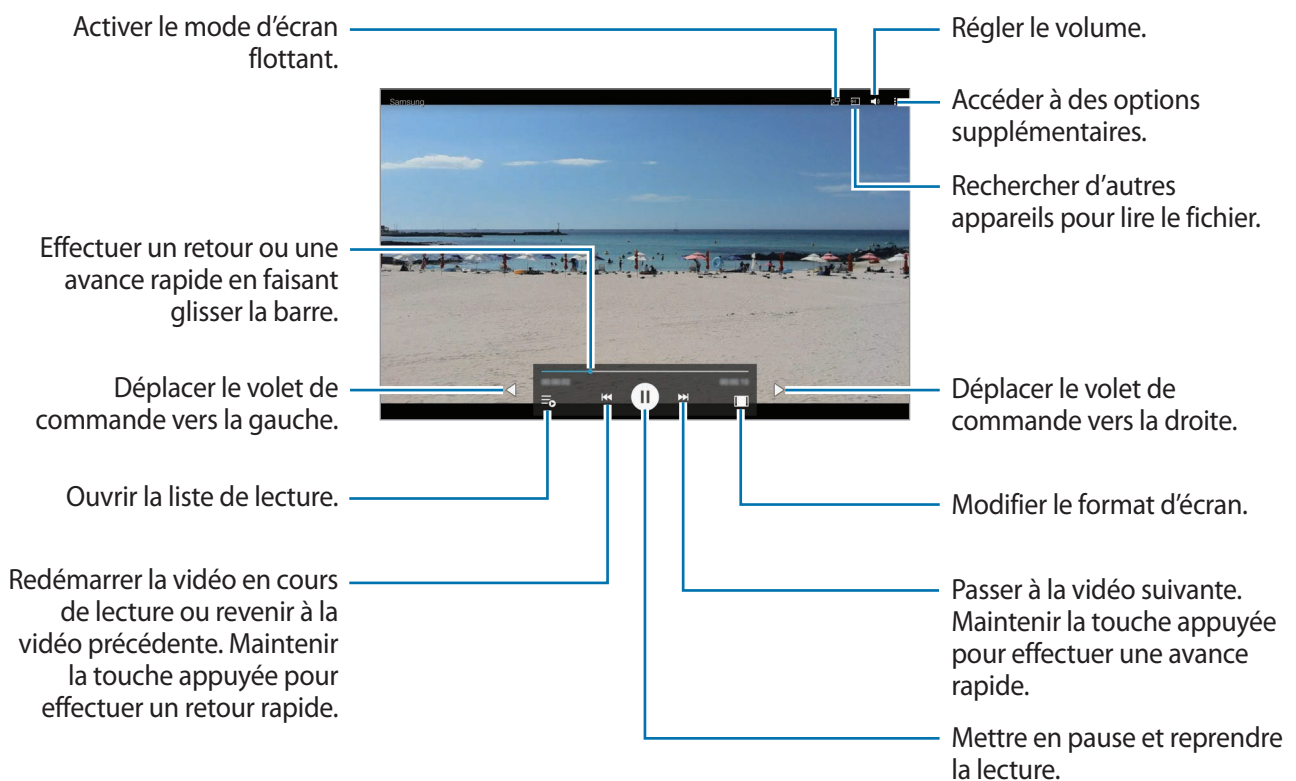 Activer le mode d’écran
flottant.
Régler le volume.
Samsung
Accéder à des options
supplémentaires.
Rechercher d’autres
appareils pour lire le fichier.
Effectuer un retour ou une
avance rapide en faisant
glisser la barre.
Déplacer le volet de
commande vers la gauche.
Déplacer le volet de
commande vers la droite.
Ouvrir la liste de lecture.
Modifier le format d’écran.
Redémarrer la vidéo en cours
de lecture ou revenir à la
vidéo précédente. Maintenir
la touche appuyée pour
effectuer un retour rapide.
Passer à la vidéo suivante.
Maintenir la touche appuyée
pour effectuer une avance
rapide.
Mettre en pause et reprendre
la lecture.